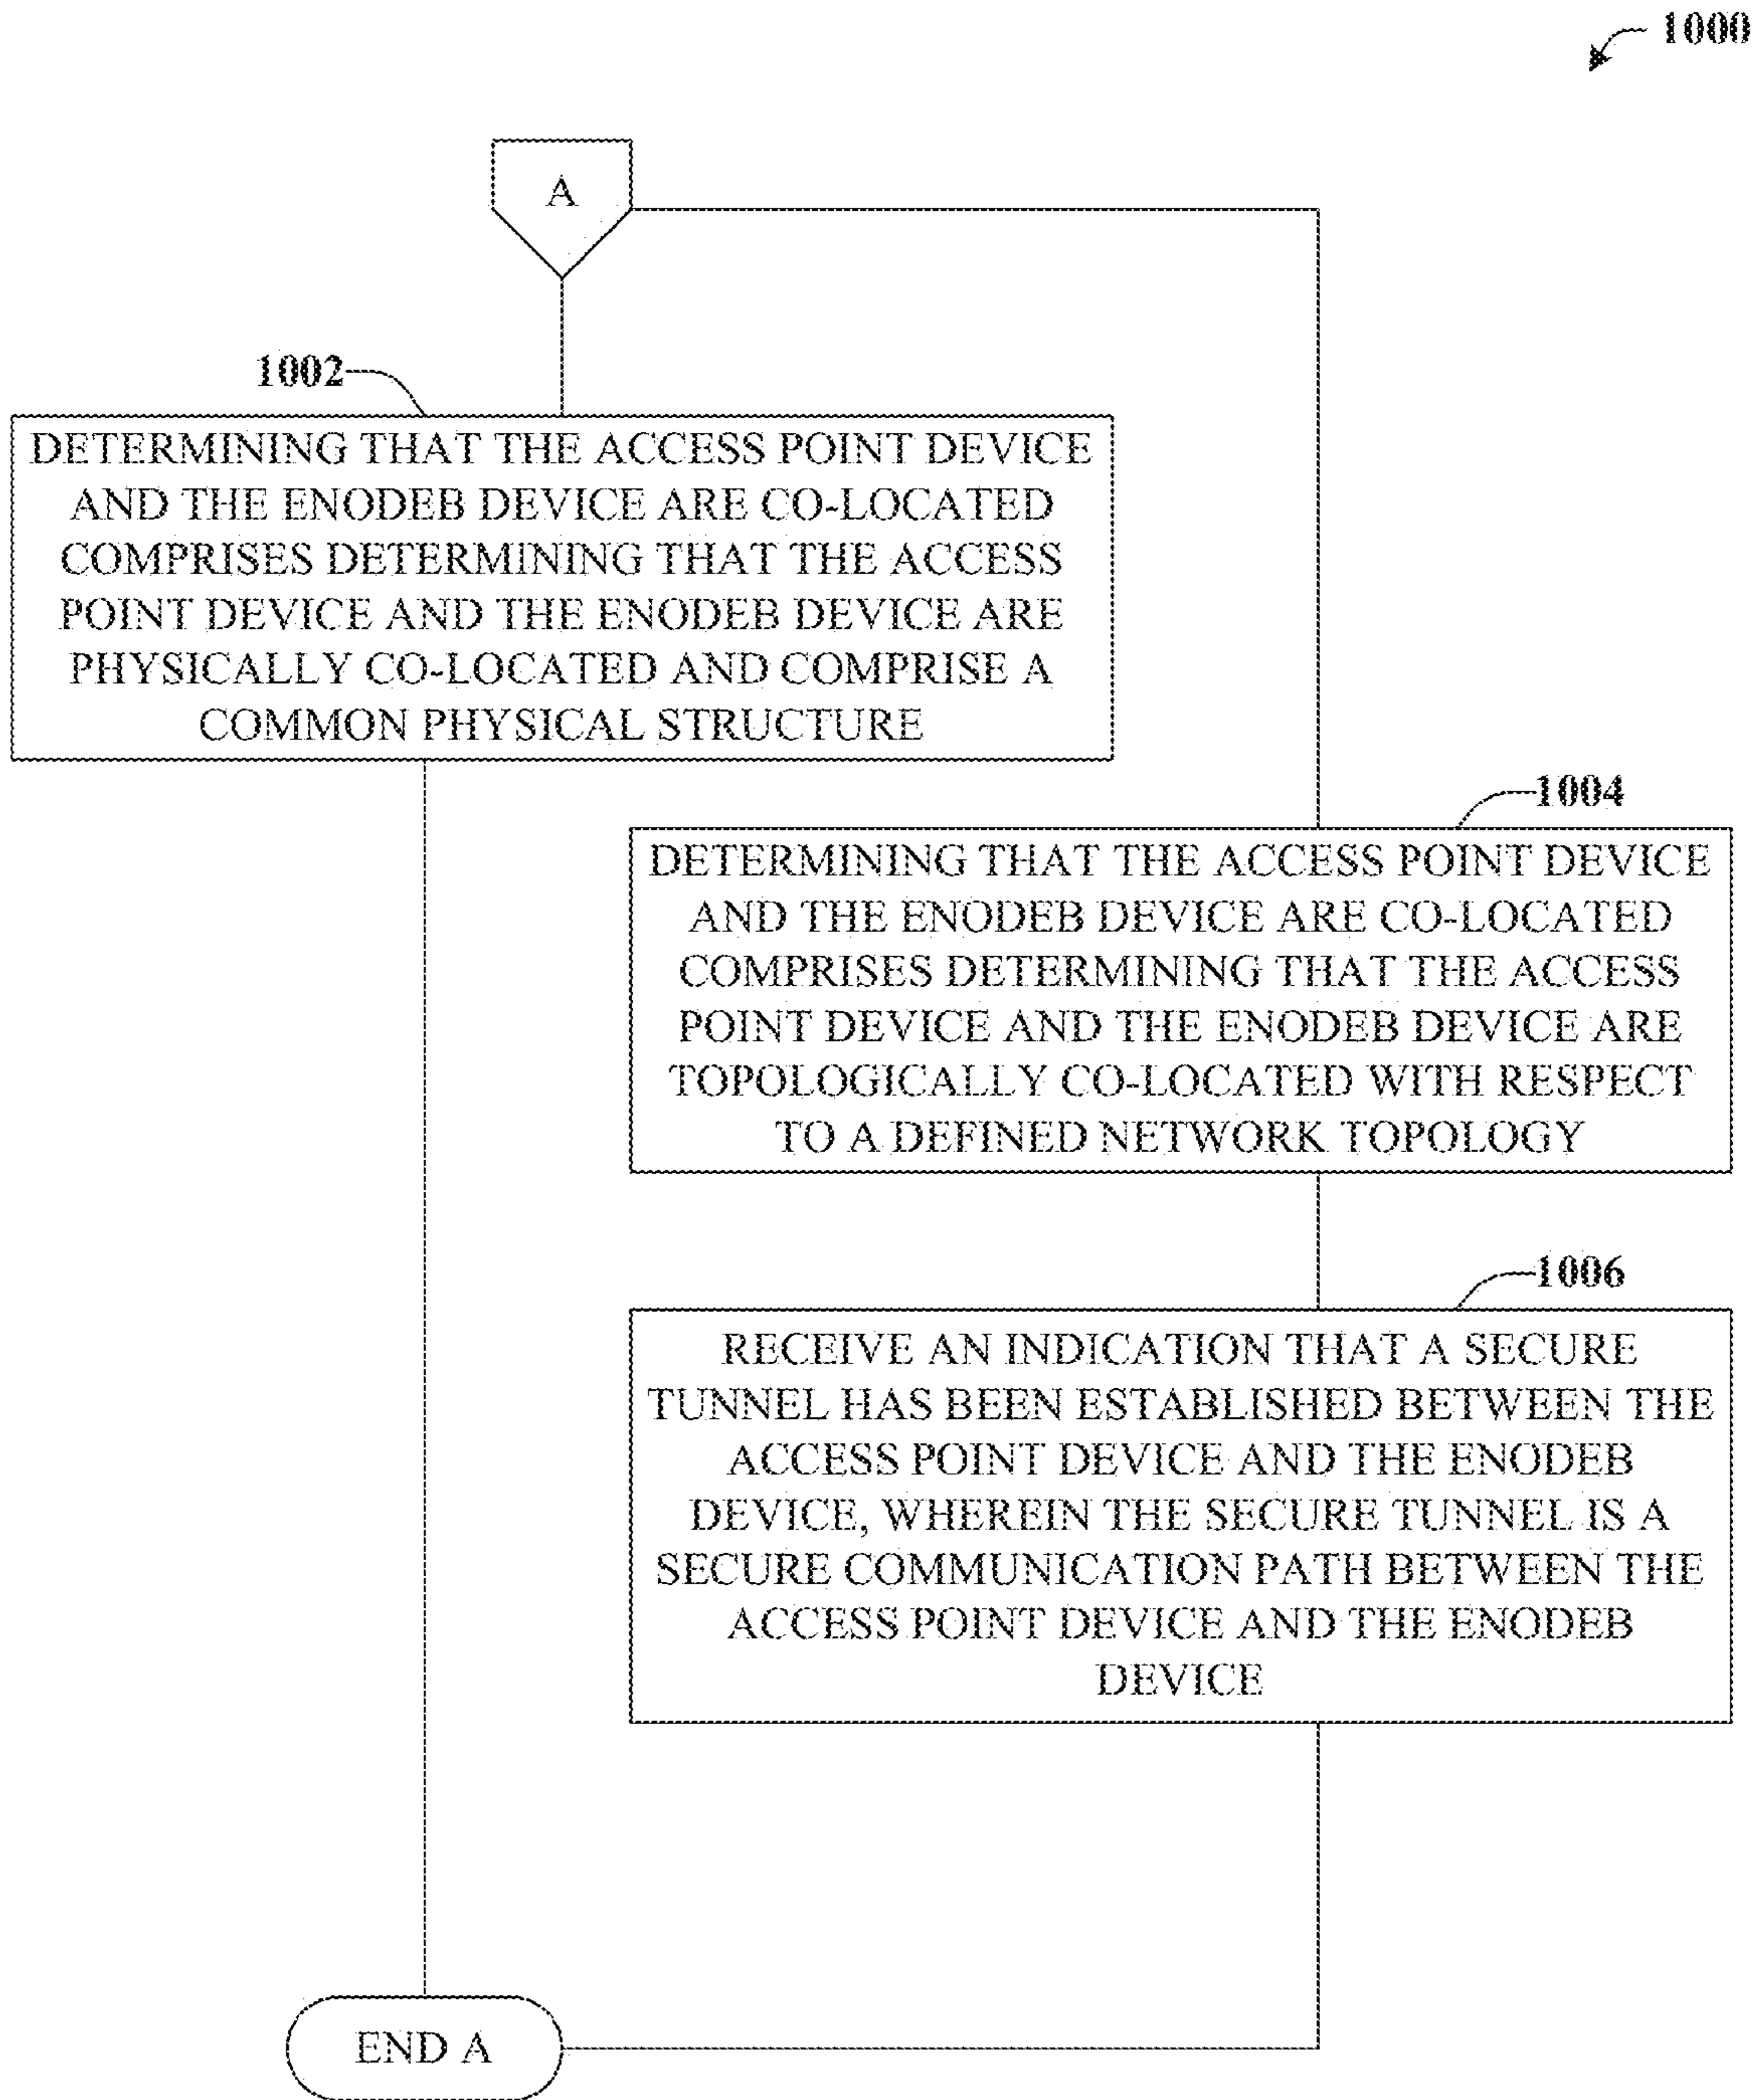 1000
A
1002
DETERMINING THAT THE ACCESS POINT DEVICE
AND THE ENODEB DEVICE ARE CO-LOCATED
COMPRISES DETERMINING THAT THE ACCESS
POINT DEVICE AND THE ENODEB DEVICE ARE
PHYSICALLY CO-LOCATED AND COMPRISE A
COMMON PHYSICAL STRUCTURE
1004
DETERMINING THAT THE ACCESS POINT DEVICE
AND THE ENODEB DEVICE ARE CO-LOCATED
COMPRISES DETERMINING THAT THE ACCESS
POINT DEVICE AND THE ENODEB DEVICE ARE
TOPOLOGICALLY CO-LOCATED WITH RESPECT
TO A DEFINED NETWORK TOPOLOGY
1006
RECEIVE AN INDICATION THAT A SECURE
TUNNEL HAS BEEN ESTABLISHED BETWEEN THE
ACCESS POINT DEVICE AND THE ENODEB
DEVICE, WHEREIN THE SECURE TUNNEL IS A
SECURE COMMUNICATION PATH BETWEEN THE
ACCESS POINT DEVICE AND THE ENODEB
DEVICE
END A